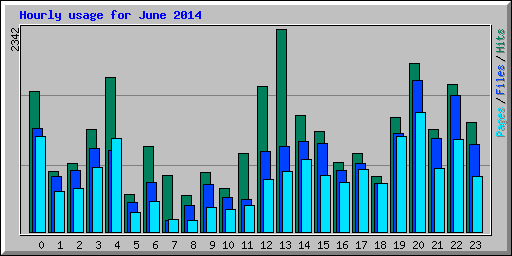 Hourly usage for June 2014
2342
Pages/Files/Hits
0 1 2 3 4 5 6 7 8 9 10 11 12 13 14 15 16 17 18 19 20 21 22 23